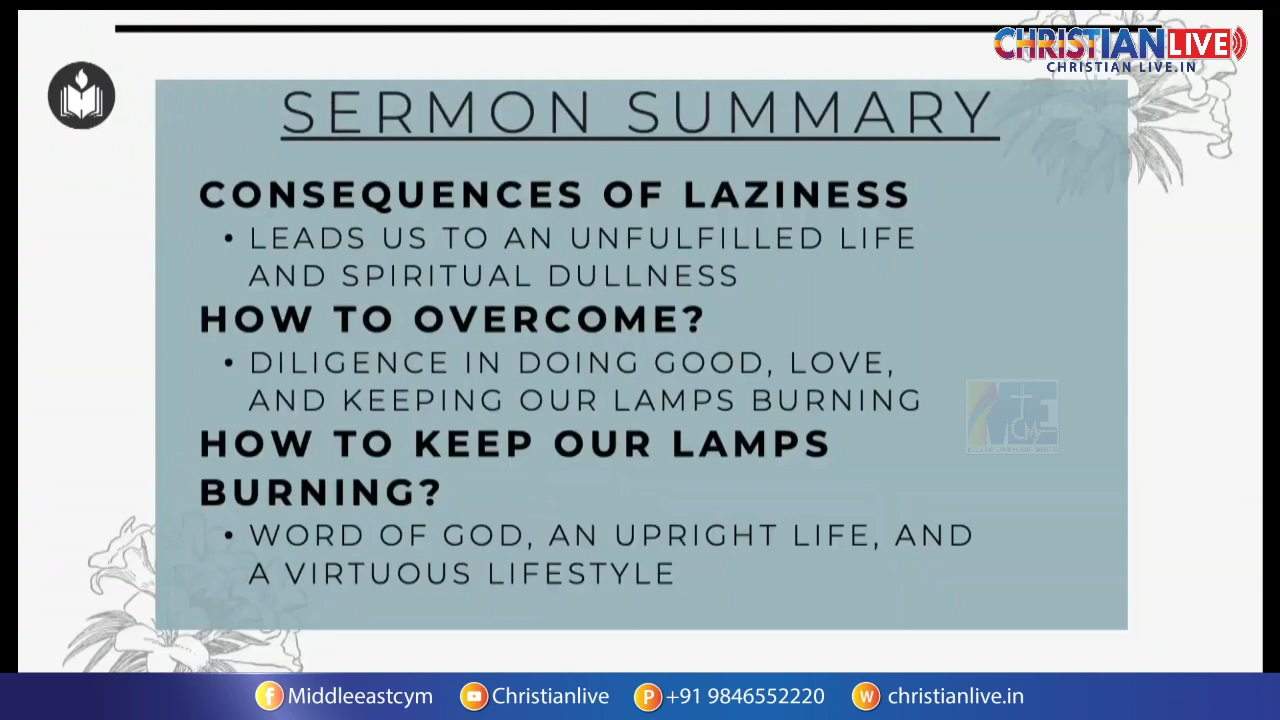 CHRISTIANLIVE
CHRISTIAN LIVE.IN
SERMON SUMMARY
CONSEQUENCES OF LAZINESS
• LEADS US TO AN UNFULFILLED LIFE
AND SPIRITUAL DULLNESS
HOW TO OVERCOME?
• DILIGENCE IN DOING GOOD, LOVE,
AND KEEPING OUR LAMPS BURNING
HOW TO KEEP OUR LAMPS
BURNING?
• WORD OF GOD, AN UPRIGHT LIFE, AND
A VIRTUOUS LIFESTYLE
Middleeastcym
Christianlive
P +91 9846552220
W christianlive.in